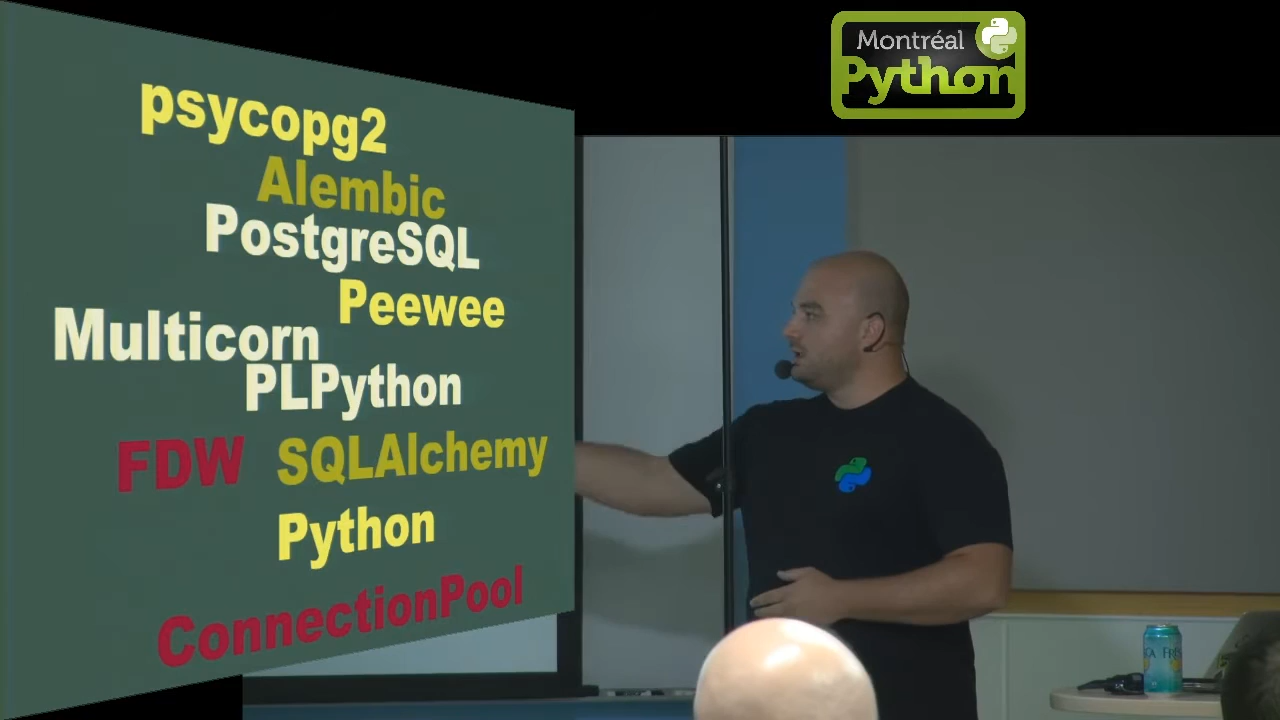 Montréal
Python
psycopg2
Alembic
PostgreSQL
Peewee
Multicorn
PLPython
FDW SQLAlchemy
Python
ConnectionPool